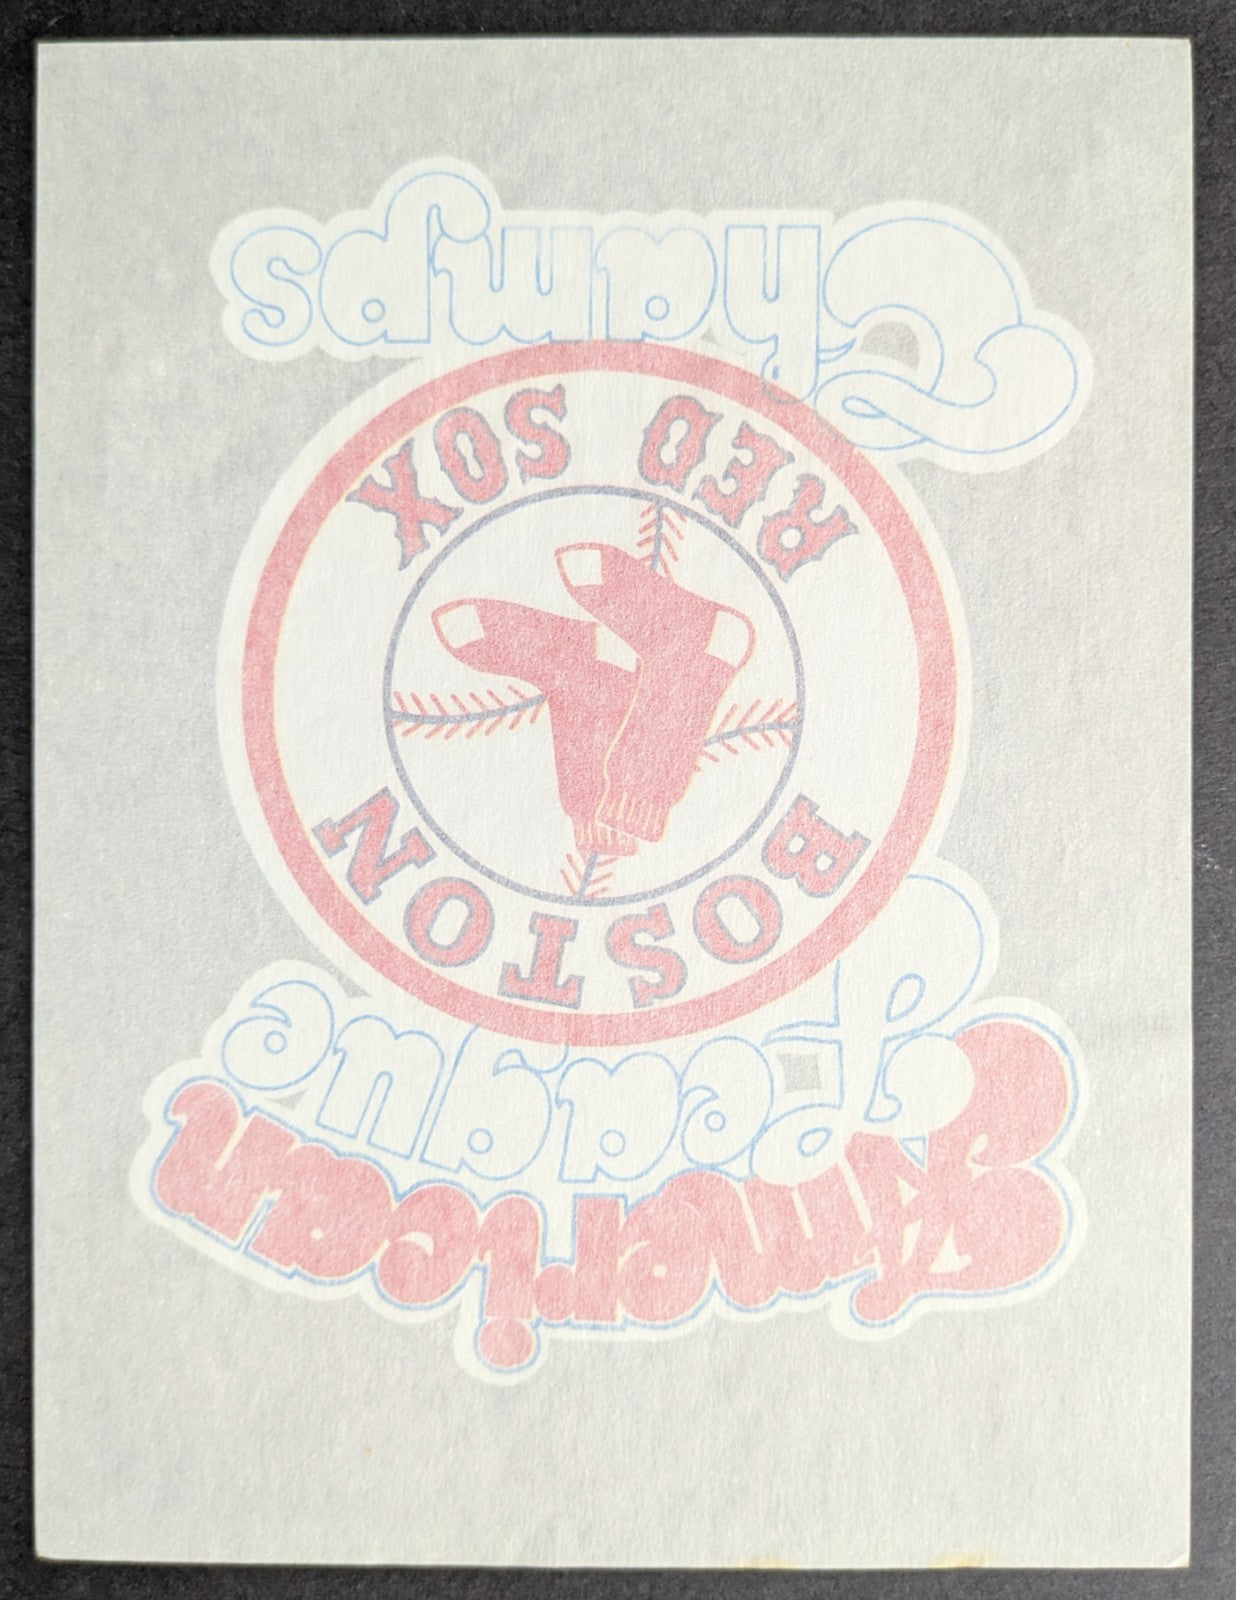 American
League
BOSTON
RED SOX
Champs